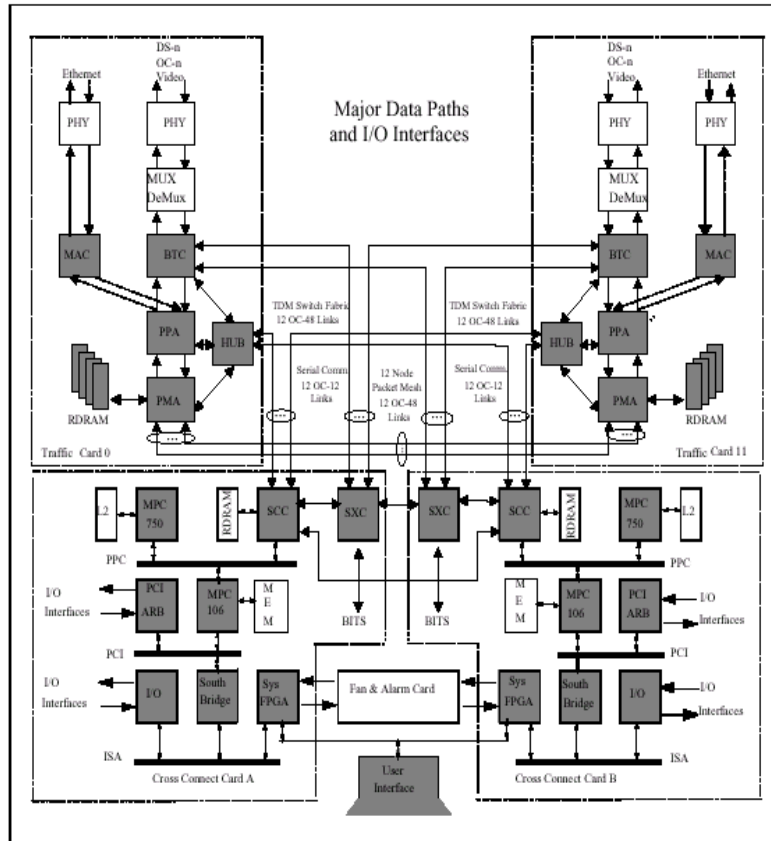 DS-n
OC-n
Video
Ethernet
PHY
PHY
MUX
DeMux
MAC
BTC
PPA
HUB
PMA
RDRAM
...
Traffic Card 0
Major Data Paths
and I/O Interfaces
DS-n
OC-n
Video
Ethernet
PHY
PHY
MUX
DeMux
BTC
MAC
HUB
PPA
PMA
RDRAM
...
Traffic Card 11
TDM Switch Fabric
12 OC-48 Links
TDM Switch Fabric
12 OC-48 Links
Serial Comm.
12 OC-12
Links
12 Node
Packet Mesh
12 OC-48
Links
Serial Comm.
12 OC-12
Links
...
...
...
...
...
L2
MPC
750
RDRAM
SCC
SXC
SXC
SCC
RDRAM
MPC
750
L2
PPC
PPC
I/O
Interfaces
PCI
ARB
MPC
106
M
E
M
BITS
BITS
M
E
M
MPC
106
PCI
ARB
I/O
Interfaces
PCI
PCI
I/O
Interfaces
I/O
South
Bridge
Sys
FPGA
Fan & Alarm Card
Sys
FPGA
South
Bridge
I/O
I/O
Interfaces
ISA
ISA
Cross Connect Card A
User
Interface
Cross Connect Card B